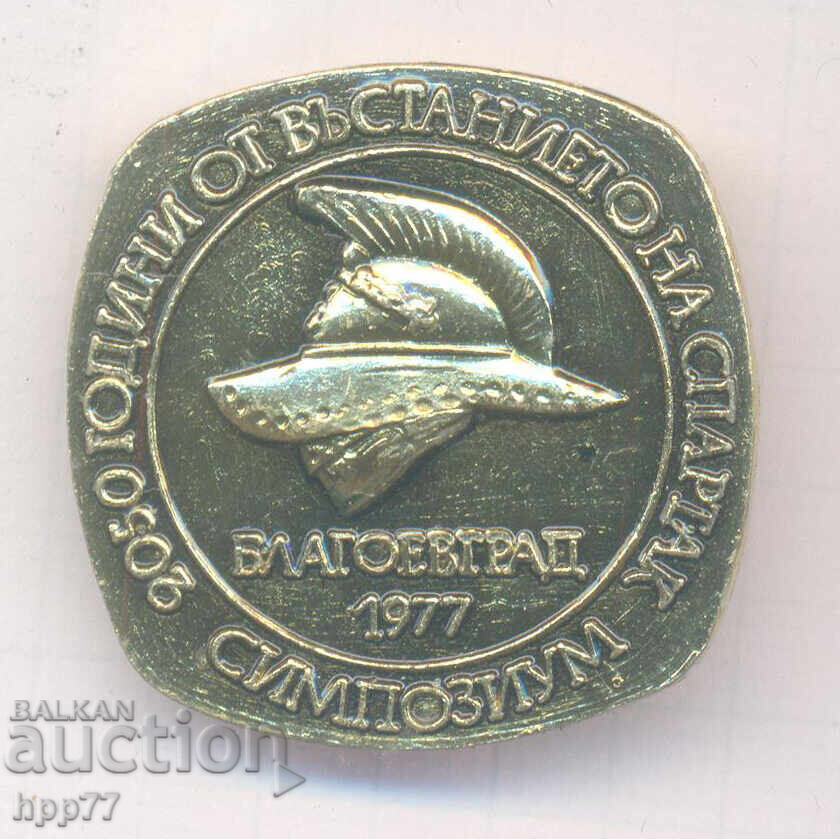 2050 ГОДИНИ ОТ ВЪСТАНИЕТО НА СПАРТАК
БЛАГОЕВГРАД
1977
СИМПОЗИУМ
BALKAN
auction
hpp77